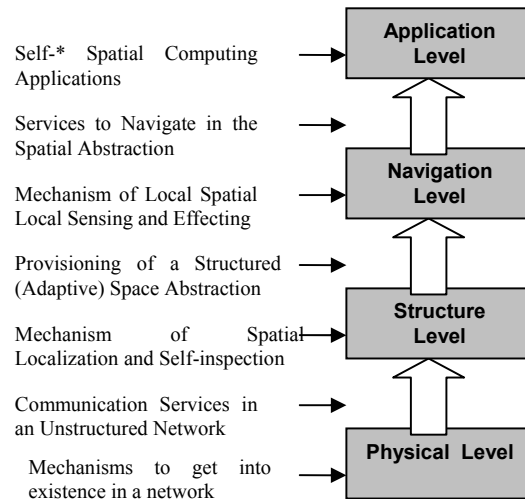 Application
Level
Self-* Spatial Computing
Applications
Services to Navigate in the
Spatial Abstraction
Navigation
Level
Mechanism of Local Spatial
Local Sensing and Effecting
Provisioning of a Structured
(Adaptive) Space Abstraction
Structure
Level
Mechanism of Spatial
Localization and Self-inspection
Communication Services in
an Unstructured Network
Physical Level
Mechanisms to get into
existence in a network